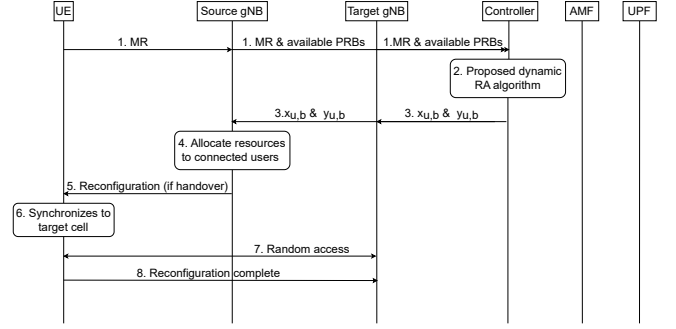 UE Source gNB Target gNB Controller AMF UPF
1. MR 1. MR & available PRBs 1.MR & available PRBs
2. Proposed dynamic
RA algorithm
3.xu,b & yu,b 3. xu,b & yu,b
4. Allocate resources
to connected users
5. Reconfiguration (if handover)
6. Synchronizes to
target cell
7. Random access
8. Reconfiguration complete